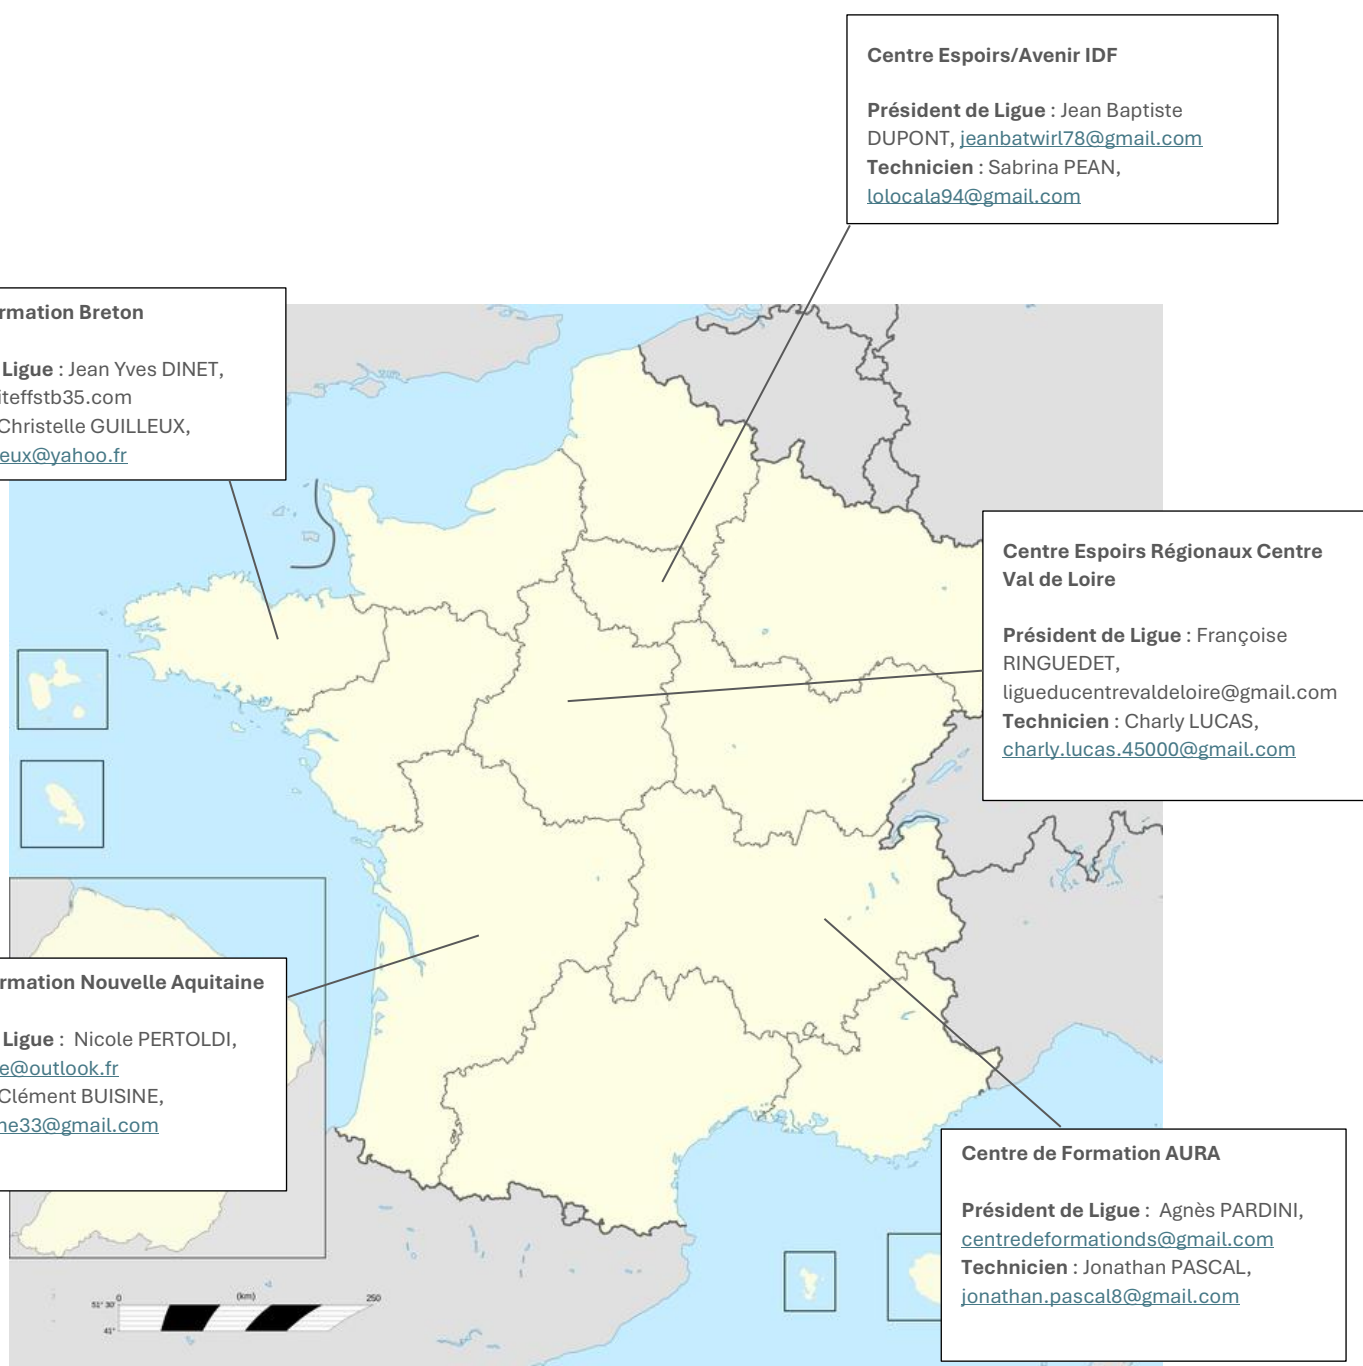 Centre Espoirs/Avenir IDF
Président de Ligue : Jean Baptiste
DUPONT, jeanbatwirl78@gmail.com
Technicien : Sabrina PEAN,
lolocala94@gmail.com
rmation Breton
Ligue : Jean Yves DINET,
iteffstb35.com
Christelle GUILLEUX,
eux@yahoo.fr
Centre Espoirs Régionaux Centre
Val de Loire
Président de Ligue : Françoise
RINGUEDET,
ligueducentrevaldeloire@gmail.com
Technicien : Charly LUCAS,
charly.lucas.45000@gmail.com
rmation Nouvelle Aquitaine
Ligue : Nicole PERTOLDI,
e@outlook.fr
Clément BUISINE,
ne33@gmail.com
Centre de Formation AURA
Président de Ligue : Agnès PARDINI,
centredeformationds@gmail.com
Technicien : Jonathan PASCAL,
jonathan.pascal8@gmail.com
0 (km) 250
51° 30'
41°